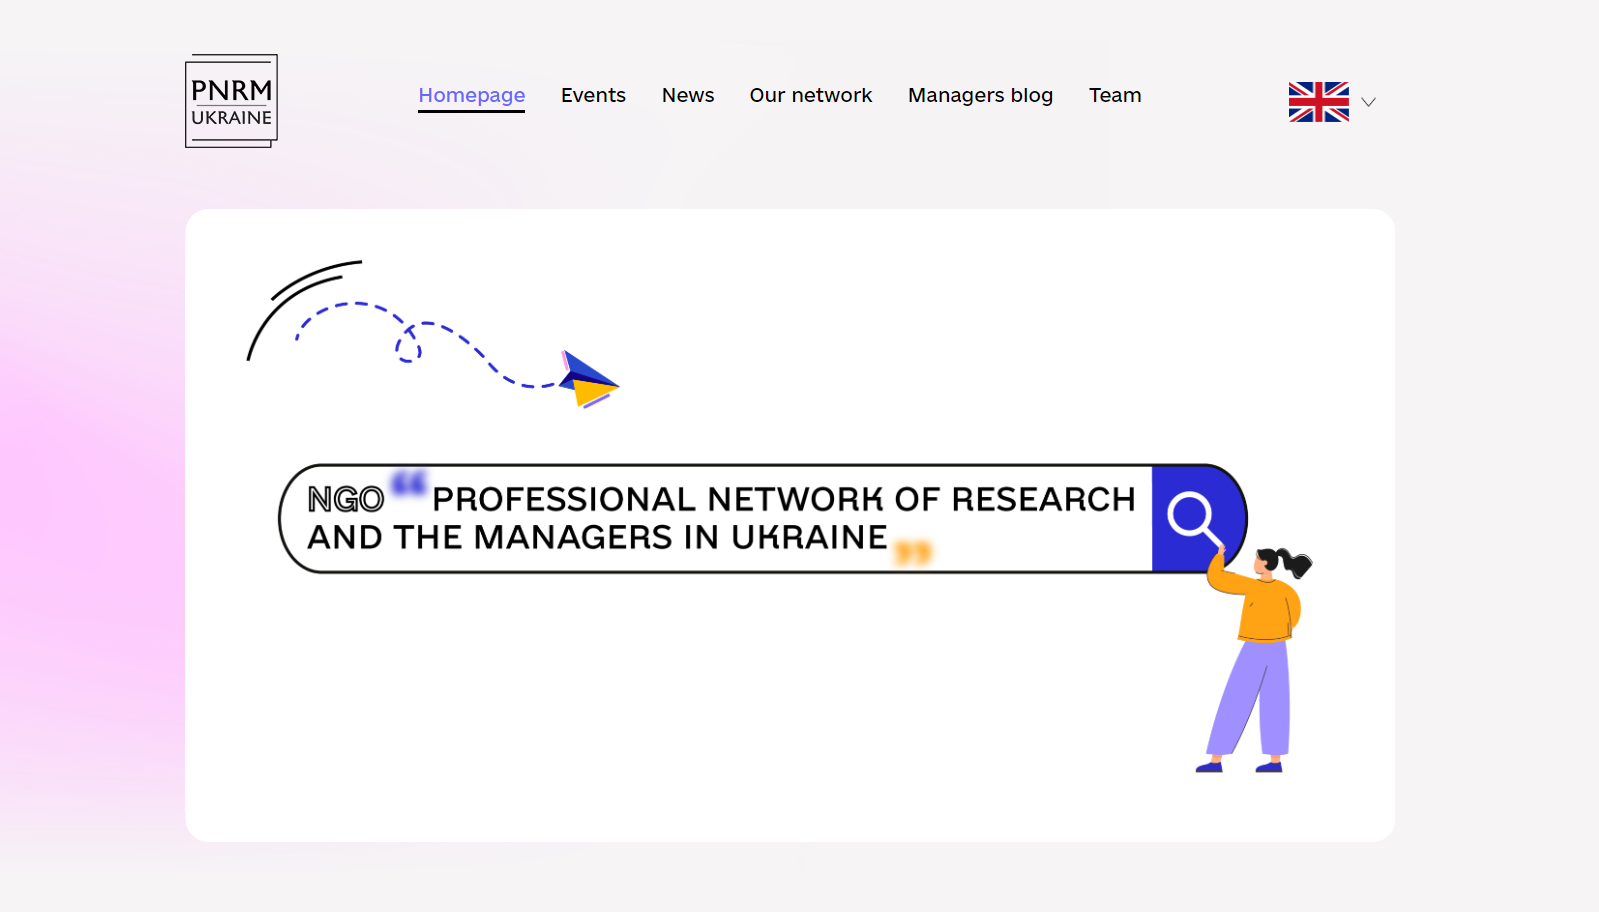 PNRM
UKRAINE
Homepage Events News Our network Managers blog Team
NGO “ PROFESSIONAL NETWORK OF RESEARCH
AND THE MANAGERS IN UKRAINE ”